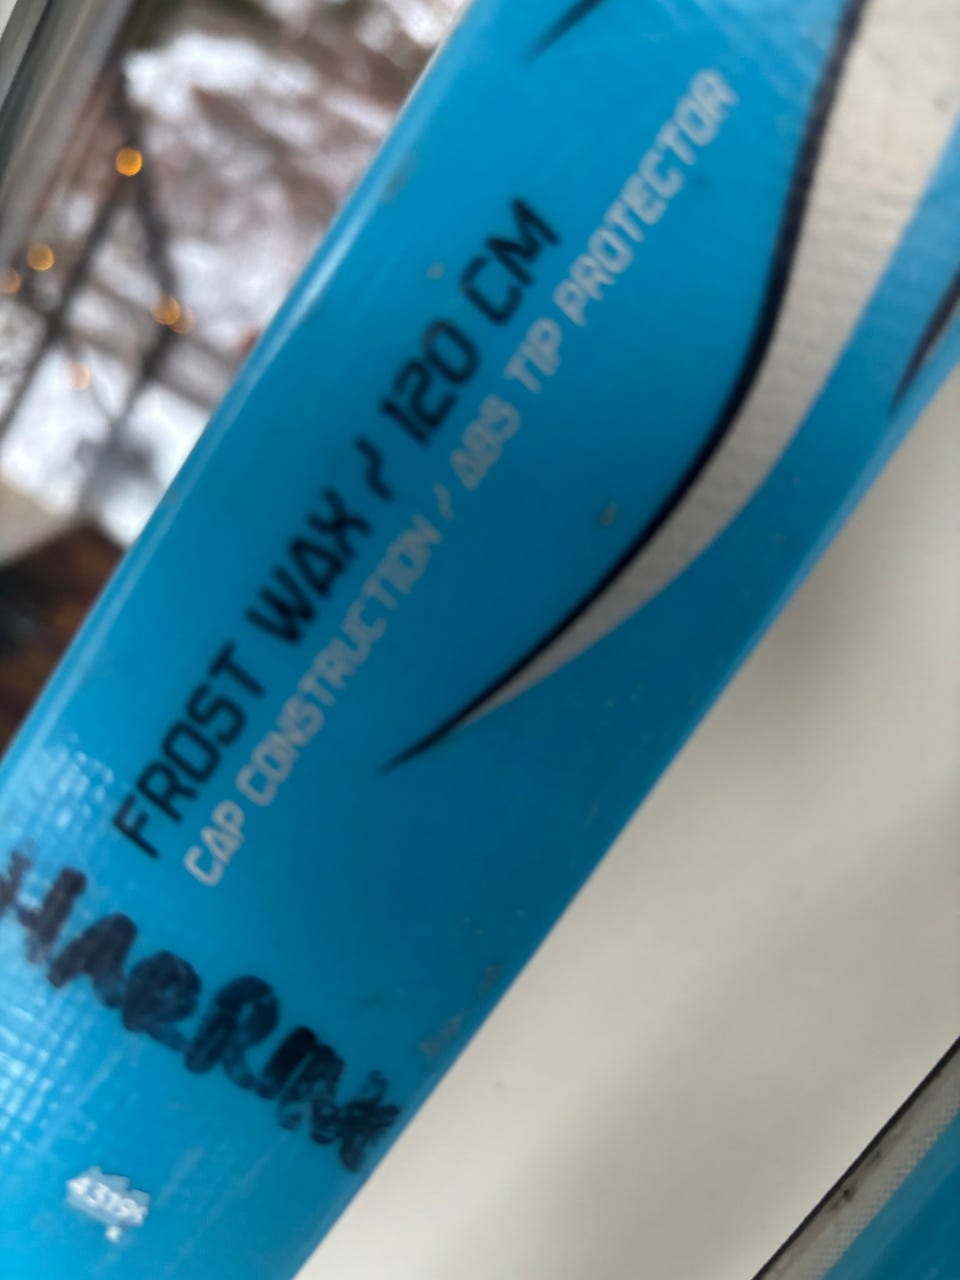 FROST WAX / 120 CM
CAP CONSTRUCTION / ABS TIP PROTECTOR